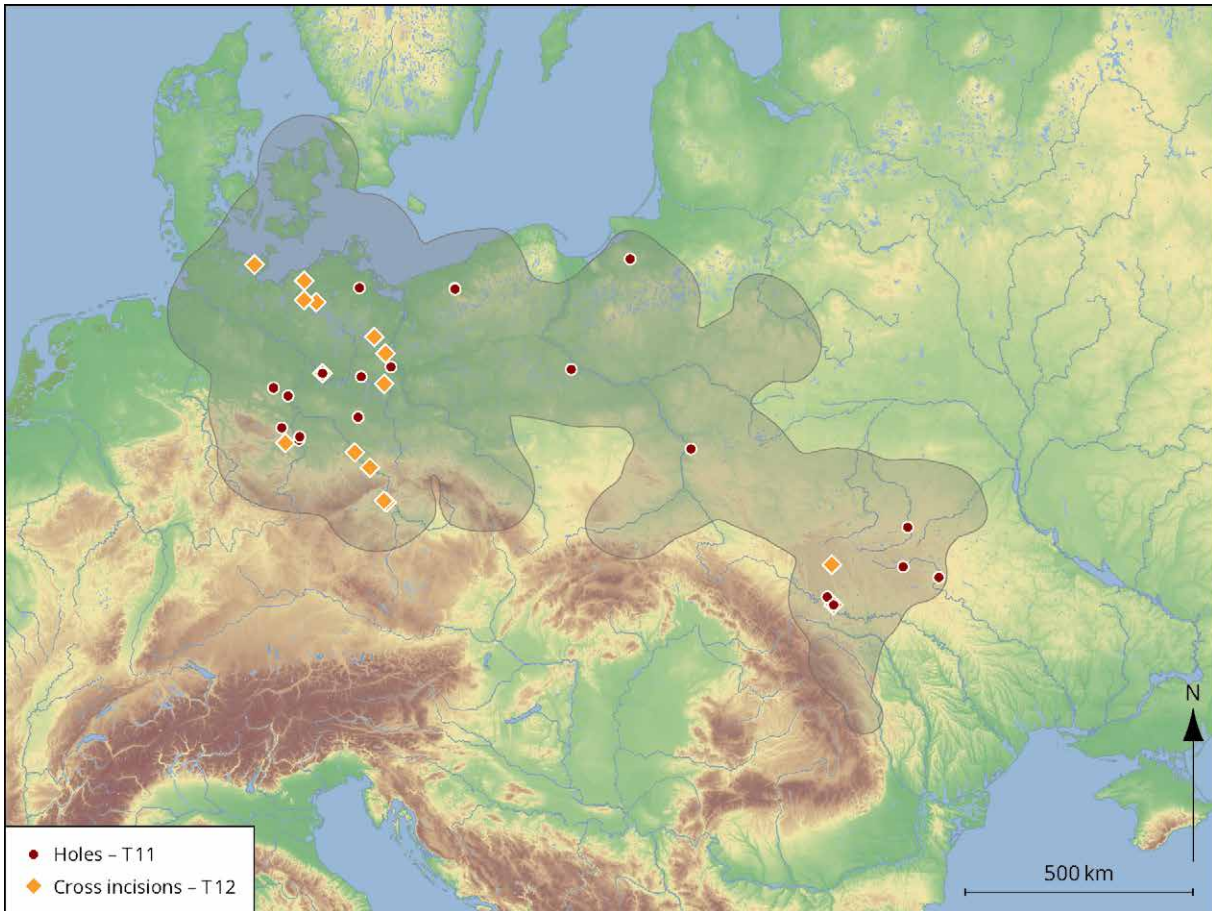 N
500 km
Holes – T11
Cross incisions – T12